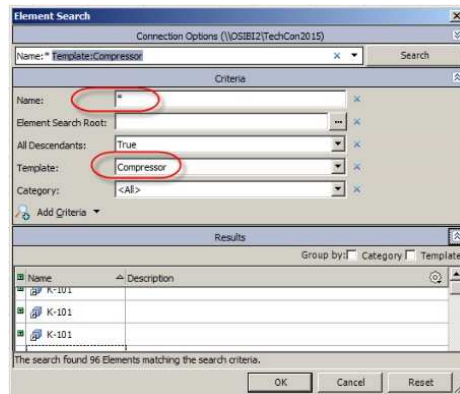 Element Search
Connection Options (\\OSIBI2\TechCon2015)
Name:* Template:Compressor
Search
Criteria
Name: *
Element Search Root:
All Descendants: True
Template: Compressor
Category: <All>
Add Criteria
Results
Group by: Category Template
Name Description
K-101
K-101
K-101
The search found 96 Elements matching the search criteria.
OK Cancel Reset